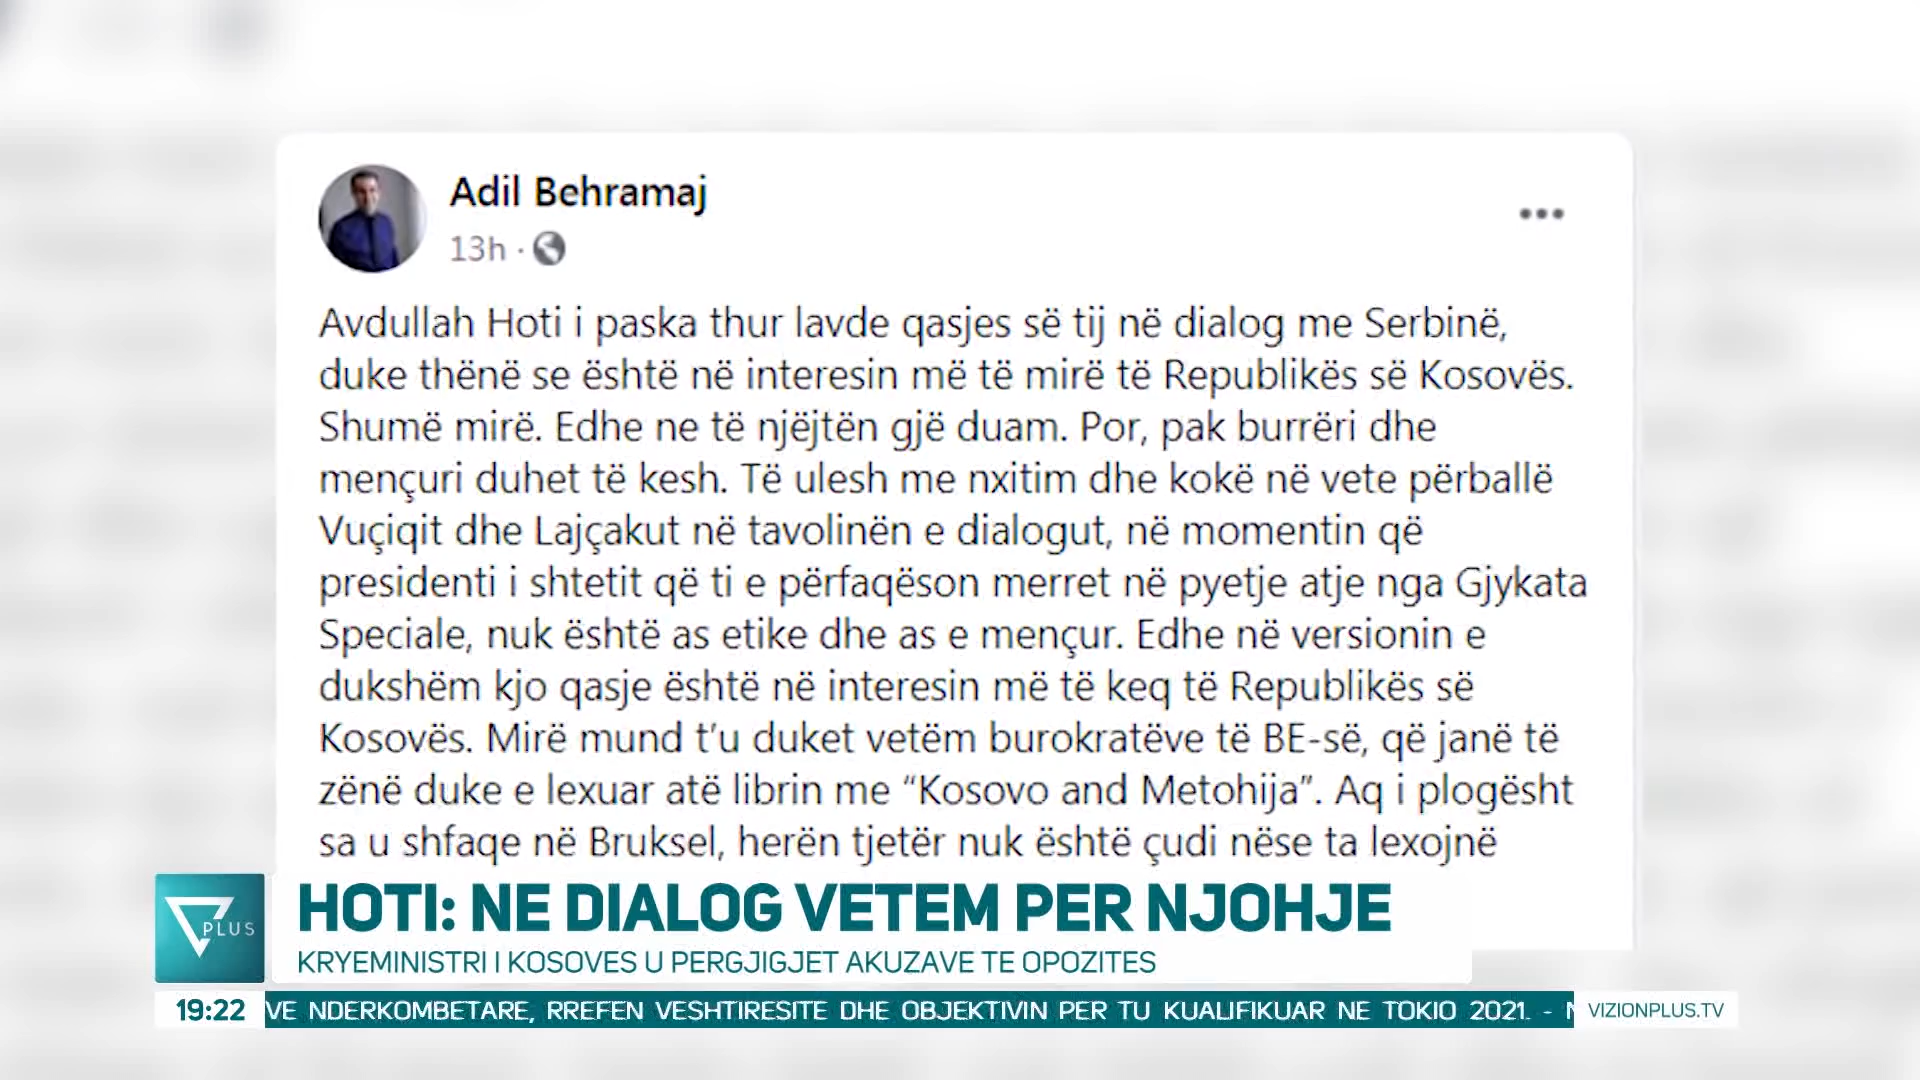 Adil Behramaj
13h ·
Avdullah Hoti i paska thur lavde qasjes së tij në dialog me Serbinë,
duke thënë se është në interesin më të mirë të Republikës së Kosovës.
Shumë mirë. Edhe ne të njëjtën gjë duam. Por, pak burrëri dhe
mençuri duhet të kesh. Të ulesh me nxitim dhe kokë në vete përballë
Vuçiqit dhe Lajçakut në tavolinën e dialogut, në momentin që
presidenti i shtetit që ti e përfaqëson merret në pyetje atje nga Gjykata
Speciale, nuk është as etike dhe as e mençur. Edhe në versionin e
dukshëm kjo qasje është në interesin më të keq të Republikës së
Kosovës. Mirë mund t’u duket vetëm burokratëve të BE-së, që janë të
zënë duke e lexuar atë librin me “Kosovo and Metohija”. Aq i plogësht
sa u shfaqe në Bruksel, herën tjetër nuk është çudi nëse ta lexojnë
PLUS
HOTI: NE DIALOG VETEM PER NJOHJE
KRYEMINISTRI I KOSOVES U PERGJIGJET AKUZAVE TE OPOZITES
19:22 VE NDERKOMBETARE, RREFEN VESHTIRESITE DHE OBJEKTIVIN PER TU KUALIFIKUAR NE TOKIO 2021. - VIZIONPLUS.TV